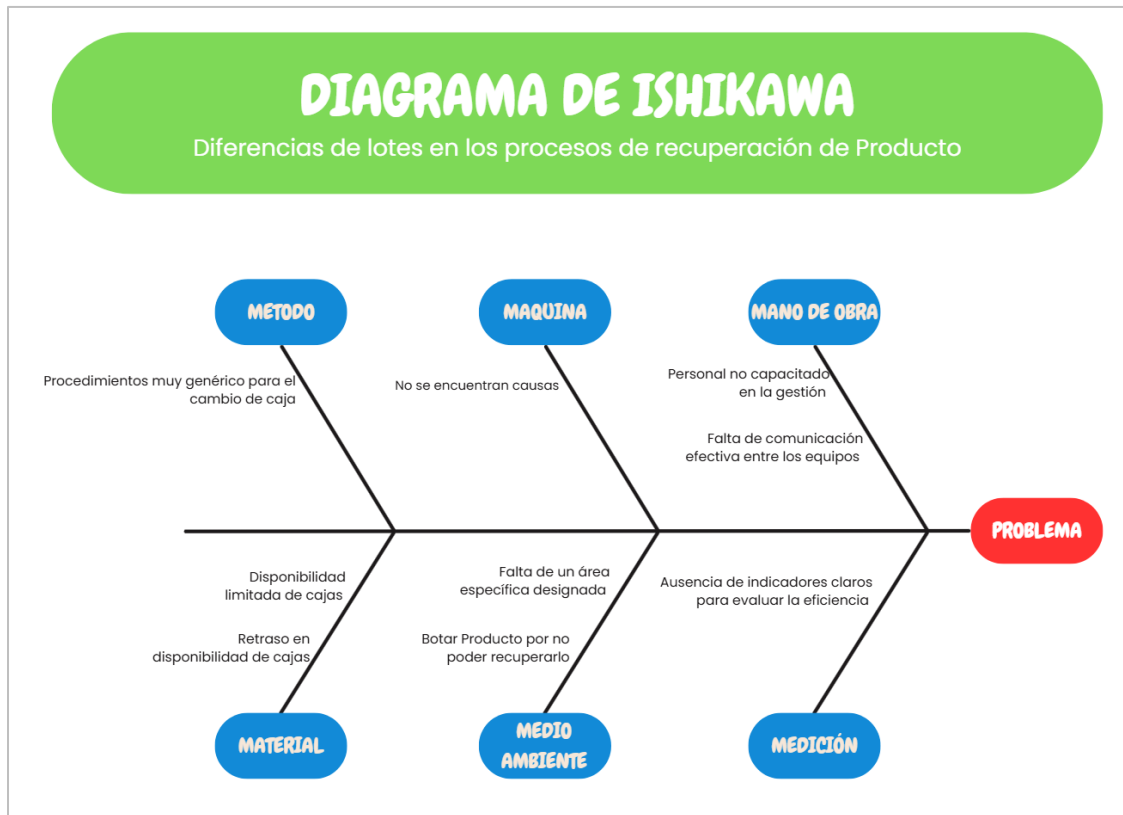 DIAGRAMA DE ISHIKAWA
Diferencias de lotes en los procesos de recuperación de Producto
METODO
MAQUINA
MANO DE OBRA
Procedimientos muy genérico para el
cambio de caja
No se encuentran causas
Personal no capacitado
en la gestión
Falta de comunicación
efectiva entre los equipos
PROBLEMA
Disponibilidad
limitada de cajas
Retraso en
disponibilidad de cajas
Falta de un área
específica designada
Botar Producto por no
poder recuperarlo
Ausencia de indicadores claros
para evaluar la eficiencia
MATERIAL
MEDIO
AMBIENTE
MEDICIÓN